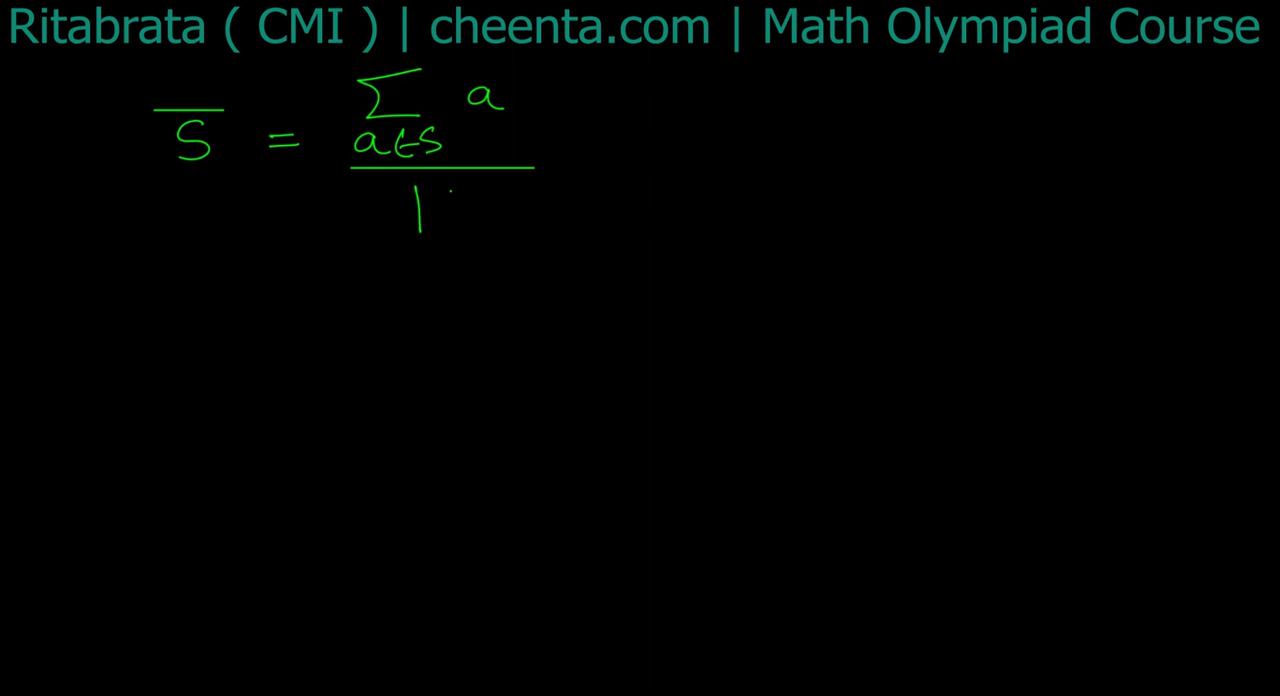 Ritabrata ( CMI ) | cheenta.com | Math Olympiad Course
∑ a
S̅ =
a∈S
|